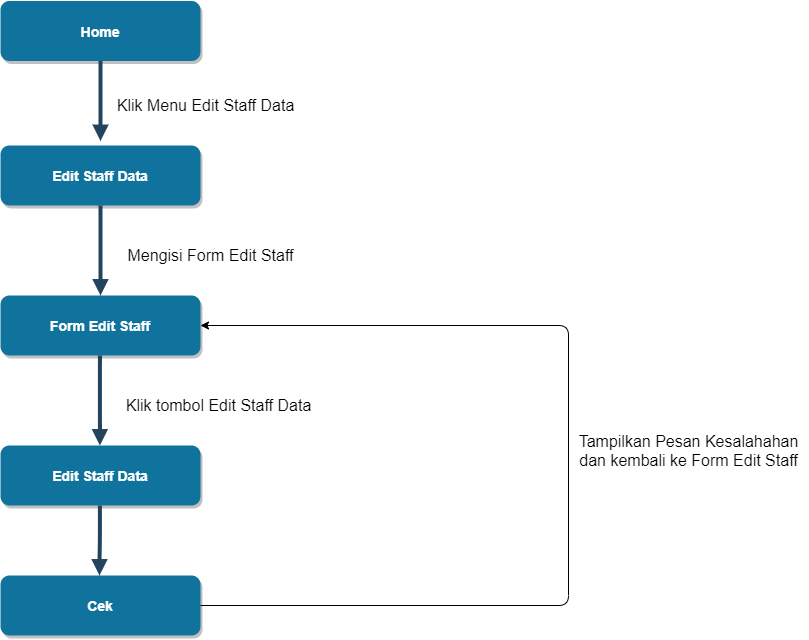 Home
Klik Menu Edit Staff Data
Edit Staff Data
Mengisi Form Edit Staff
Form Edit Staff
Klik tombol Edit Staff Data
Tampilkan Pesan Kesalahahan
dan kembali ke Form Edit Staff
Edit Staff Data
Cek